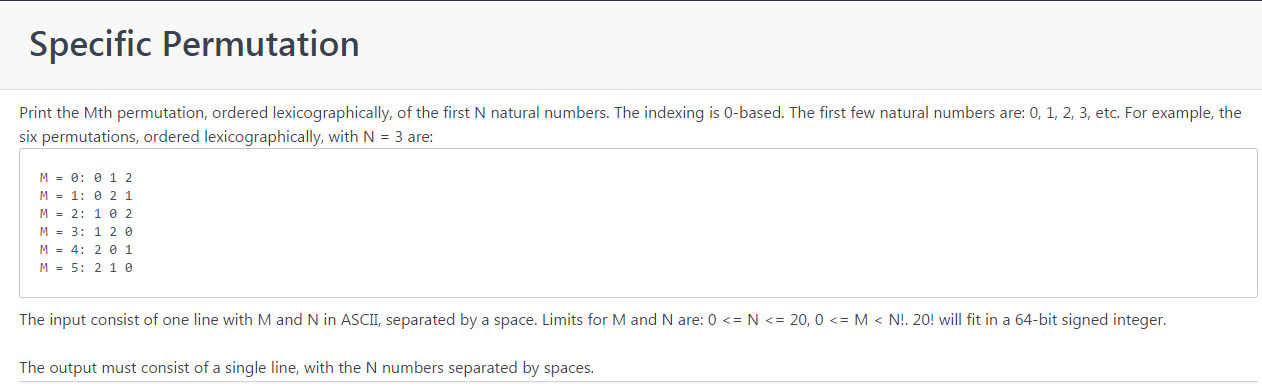 Specific Permutation
Print the Mth permutation, ordered lexicographically, of the first N natural numbers. The indexing is 0-based. The first few natural numbers are: 0, 1, 2, 3, etc. For example, the
six permutations, ordered lexicographically, with N = 3 are:
M = 0: 0 1 2
M = 1: 0 2 1
M = 2: 1 0 2
M = 3: 1 2 0
M = 4: 2 0 1
M = 5: 2 1 0
The input consist of one line with M and N in ASCII, separated by a space. Limits for M and N are: 0 <= N <= 20, 0 <= M < N!. 20! will fit in a 64-bit signed integer.
The output must consist of a single line, with the N numbers separated by spaces.